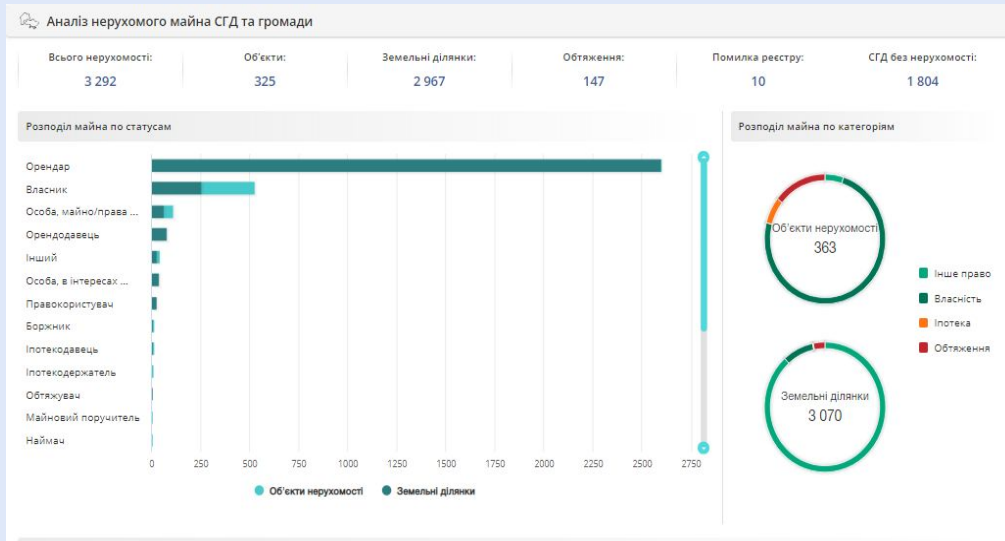 Аналіз нерухомого майна СГД та громади
Всього нерухомості: Об'єкти: Земельні ділянки: Обтяження: Помилка реєстру: СГД без нерухомості:
3 292 325 2 967 147 10 1 804
Розподіл майна по статусам
Орендар
Власник
Особа, майно/права ...
Орендодавець
Інший
Особа, в інтересах ...
Правокористувач
Боржник
Іпотекодавець
Іпотекодержатель
Обтяжувач
Майновий поручитель
Наймач
0 250 500 750 1000 1250 1500 1750 2000 2250 2500 2750
Об'єкти нерухомості Земельні ділянки
Розподіл майна по категоріям
Об'єкти нерухомості
363
Земельні ділянки
3 070
Інше право
Власність
Іпотека
Обтяження